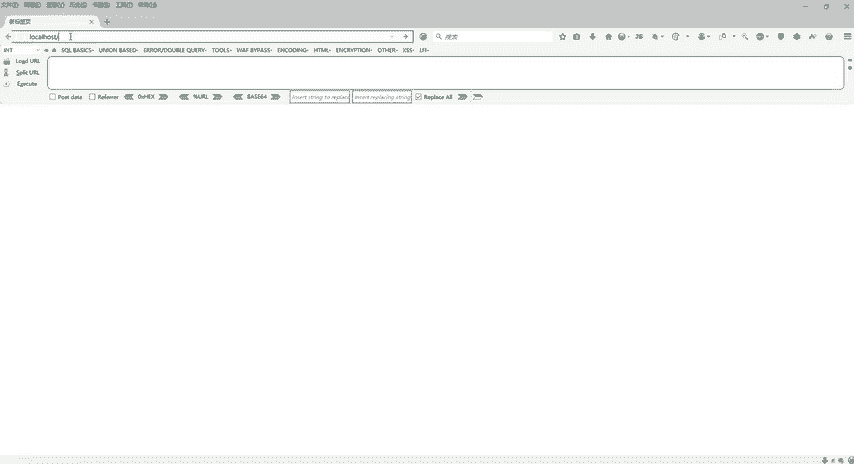 文件(F) 编辑(E) 查看(V) 历史(S) 书签(B) 工具(T) 帮助(H)
新标签页
localhost/
搜索
INT SQL BASICS UNION BASED ERROR/DOUBLE QUERY TOOLS WAF BYPASS ENCODING HTML ENCRYPTION OTHER XSS LFI
Load URL
Split URL
Execute
Post data Referrer 0xHEX %URL BASE64 Insert string to replace Insert replacing string Replace All